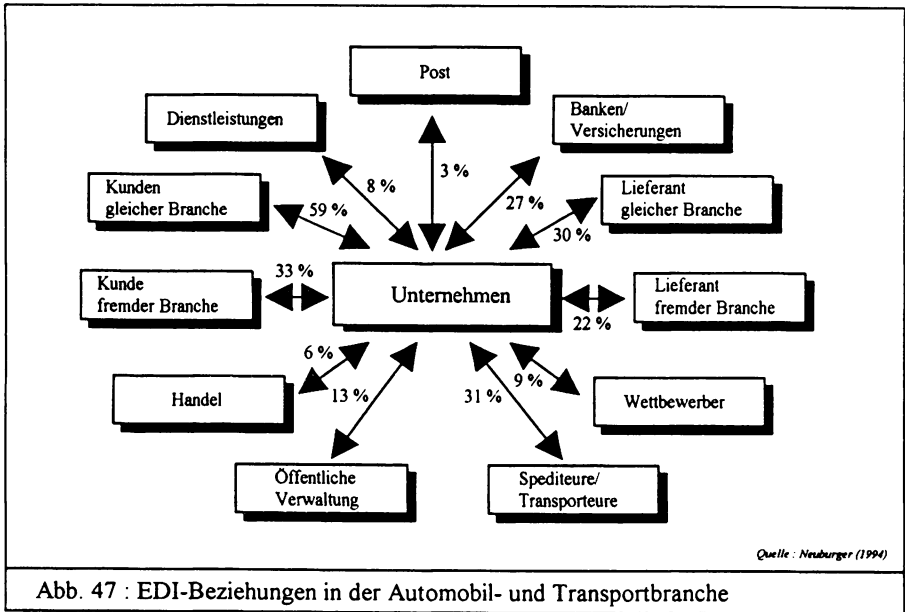 Post
Dienstleistungen
Banken/
Versicherungen
3 %
8 %
27 %
Kunden
gleicher Branche
59 %
Lieferant
gleicher Branche
30 %
Kunde
fremder Branche
33 %
Unternehmen
Lieferant
fremder Branche
22 %
6 %
Handel
13 %
31 %
9 %
Wettbewerber
Öffentliche
Verwaltung
Spediteure/
Transporteure
Quelle : Neuburger (1994)
Abb. 47 : EDI-Beziehungen in der Automobil- und Transportbranche